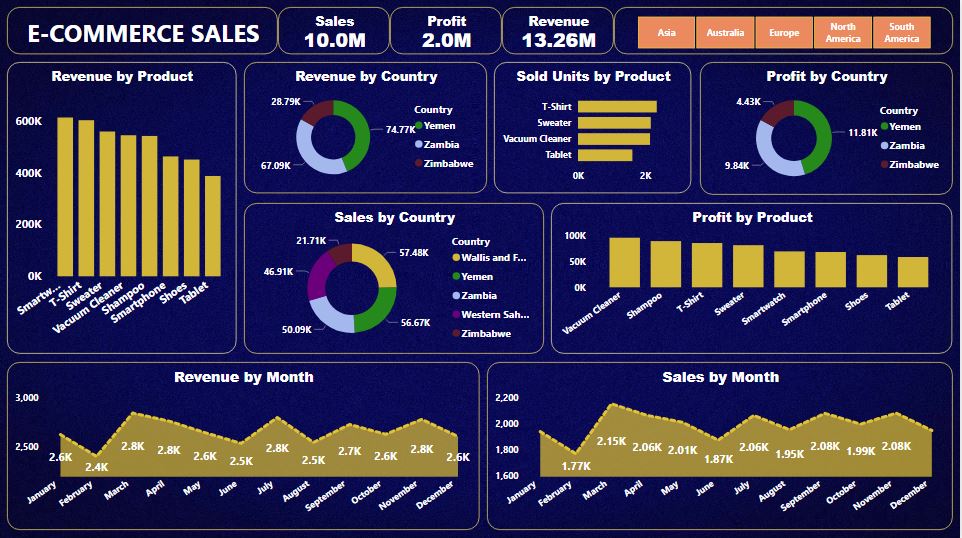 E-COMMERCE SALES
Sales
10.0M
Profit
2.0M
Revenue
13.26M
Asia
Australia
Europe
North
America
South
America
Revenue by Product
600K
400K
200K
0K
Smartw...
T-Shirt
Sweater
Vacuum Cleaner
Shampoo
Smartphone
Shoes
Tablet
Revenue by Country
28.79K
74.77K
67.09K
Country
Yemen
Zambia
Zimbabwe
Sold Units by Product
T-Shirt
Sweater
Vacuum Cleaner
Tablet
0K
2K
Profit by Country
4.43K
11.81K
9.84K
Country
Yemen
Zambia
Zimbabwe
Sales by Country
21.71K
57.48K
46.91K
50.09K
56.67K
Country
Wallis and F...
Yemen
Zambia
Western Sah...
Zimbabwe
Profit by Product
100K
50K
0K
Vacuum Cleaner
Shampoo
T-Shirt
Sweater
Smartwatch
Smartphone
Shoes
Tablet
Revenue by Month
3,000
2,500
2.6K
2.4K
2.8K
2.8K
2.6K
2.5K
2.8K
2.5K
2.7K
2.6K
2.8K
2.6K
January
February
March
April
May
June
July
August
September
October
November
December
Sales by Month
2,200
2,000
1,800
1,600
1.77K
2.15K
2.06K
2.01K
1.87K
2.06K
1.95K
2.08K
1.99K
2.08K
January
February
March
April
May
June
July
August
September
October
November
December